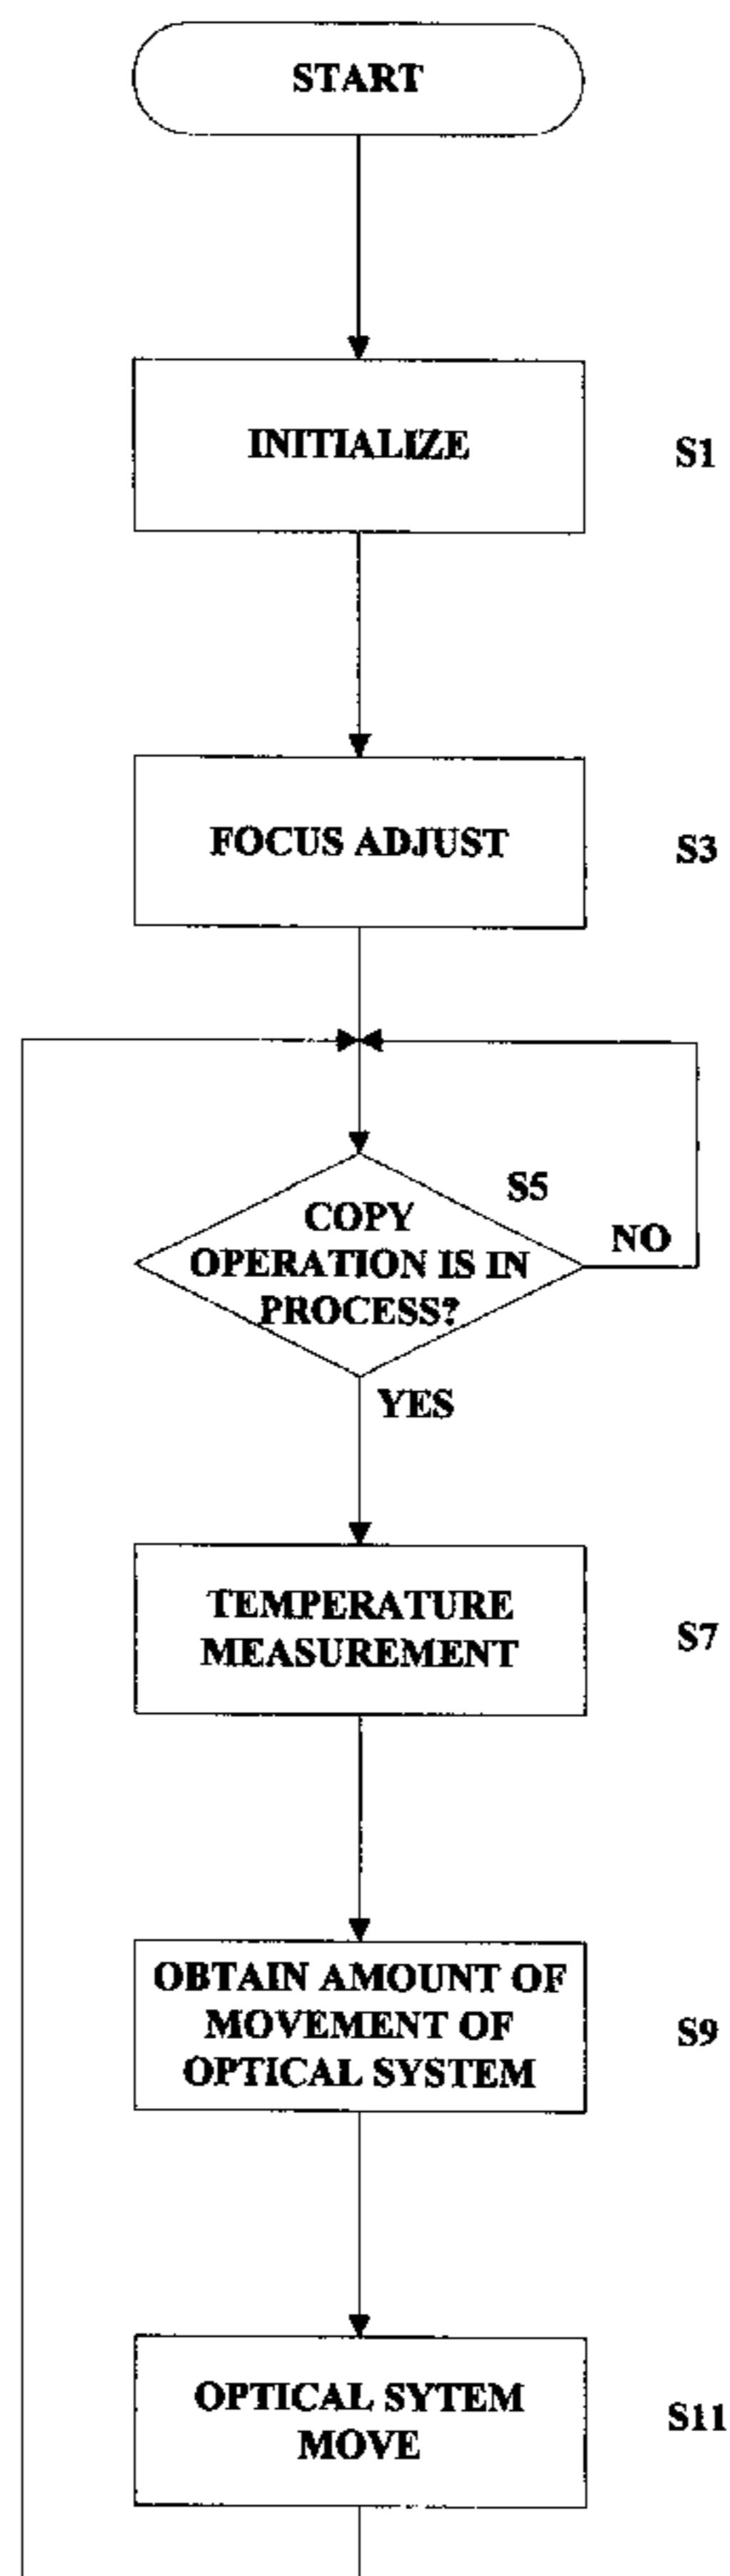 START
INITIALIZE
S1
FOCUS ADJUST
S3
S5
COPY
OPERATION IS IN
PROCESS?
NO
YES
TEMPERATURE
MEASUREMENT
S7
OBTAIN AMOUNT OF
MOVEMENT OF
OPTICAL SYSTEM
S9
OPTICAL SYTEM
MOVE
S11